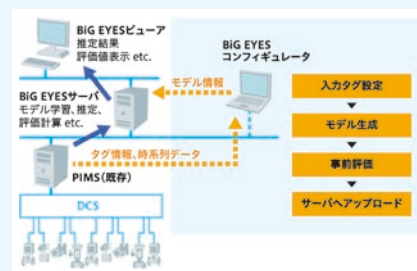 BiG EYESビューア
推定結果
評価値表示 etc.
BiG EYES
コンフィギュレータ
モデル情報
BiG EYESサーバ
モデル学習、推定、
評価計算 etc.
タグ情報、時系列データ
PIMS(既存)
DCS
入力タグ設定
モデル生成
事前評価
サーバへアップロード